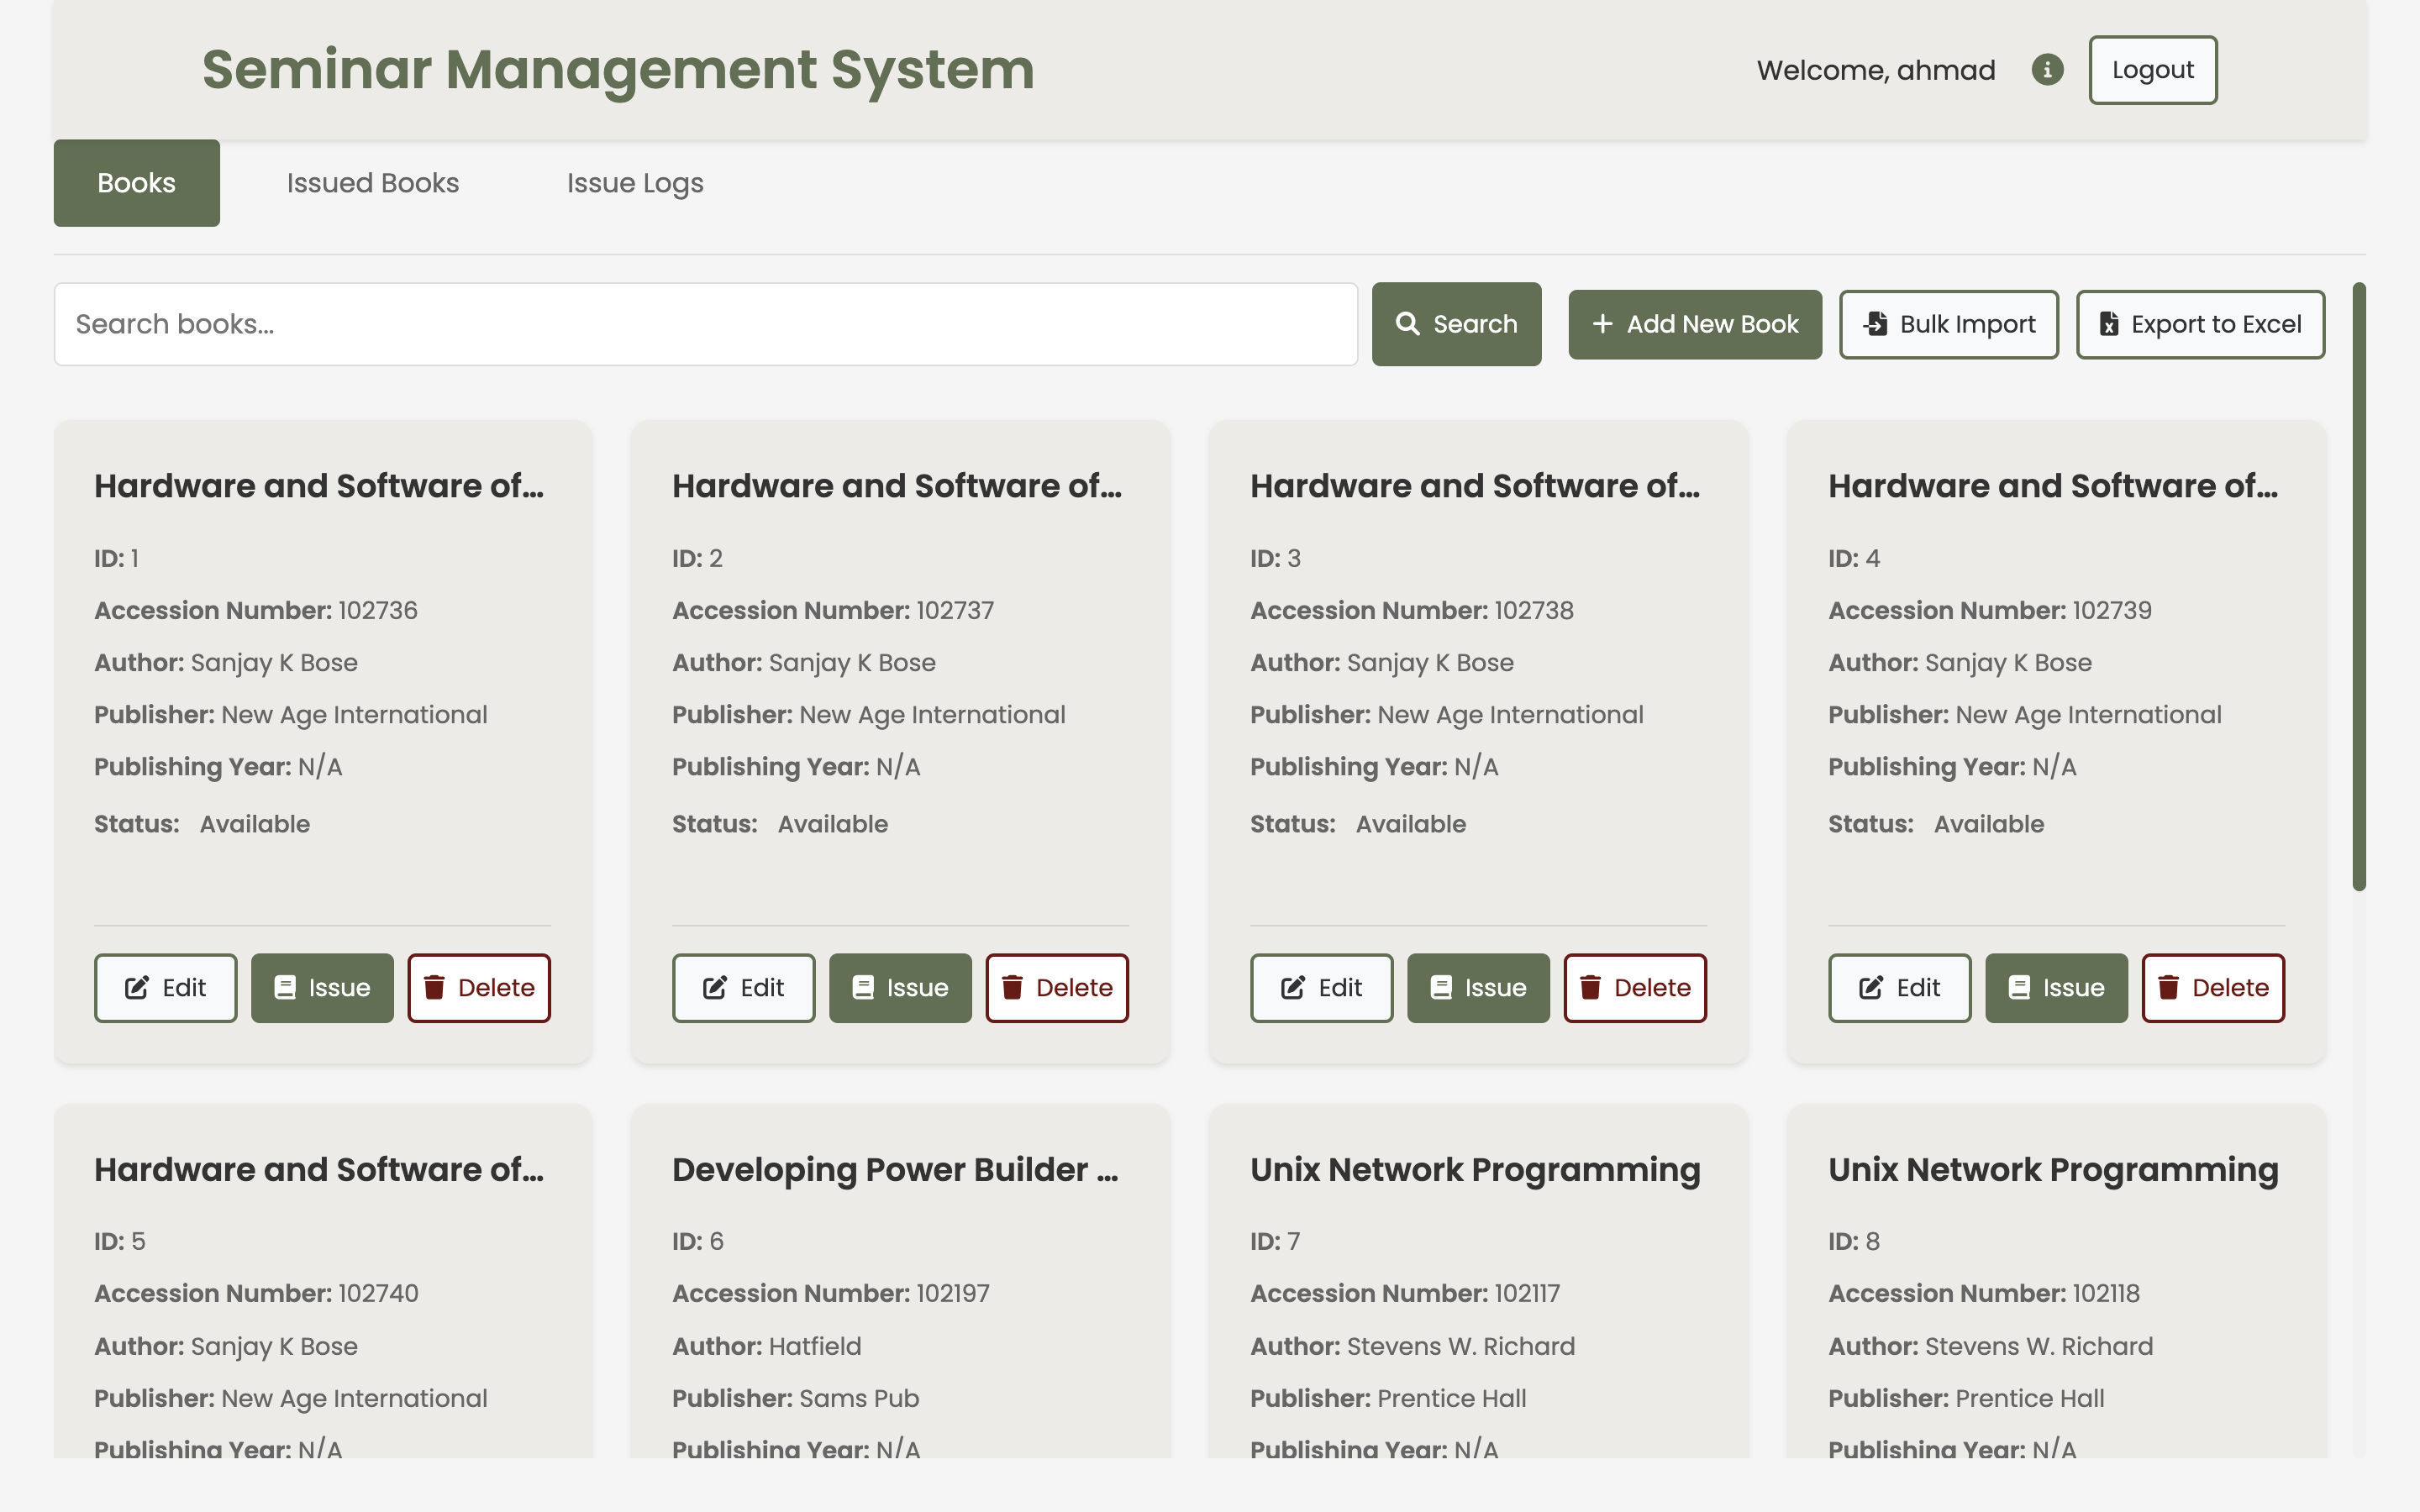 Seminar Management System
Welcome, ahmad
Logout
Books
Issued Books
Issue Logs
Search books...
Search
Add New Book
Bulk Import
Export to Excel
Hardware and Software of...
ID: 1
Accession Number: 102736
Author: Sanjay K Bose
Publisher: New Age International
Publishing Year: N/A
Status: Available
Edit
Issue
Delete
Hardware and Software of...
ID: 2
Accession Number: 102737
Author: Sanjay K Bose
Publisher: New Age International
Publishing Year: N/A
Status: Available
Edit
Issue
Delete
Hardware and Software of...
ID: 3
Accession Number: 102738
Author: Sanjay K Bose
Publisher: New Age International
Publishing Year: N/A
Status: Available
Edit
Issue
Delete
Hardware and Software of...
ID: 4
Accession Number: 102739
Author: Sanjay K Bose
Publisher: New Age International
Publishing Year: N/A
Status: Available
Edit
Issue
Delete
Hardware and Software of...
ID: 5
Accession Number: 102740
Author: Sanjay K Bose
Publisher: New Age International
Publishing Year: N/A
Developing Power Builder ...
ID: 6
Accession Number: 102197
Author: Hatfield
Publisher: Sams Pub
Publishing Year: N/A
Unix Network Programming
ID: 7
Accession Number: 102117
Author: Stevens W. Richard
Publisher: Prentice Hall
Publishing Year: N/A
Unix Network Programming
ID: 8
Accession Number: 102118
Author: Stevens W. Richard
Publisher: Prentice Hall
Publishing Year: N/A